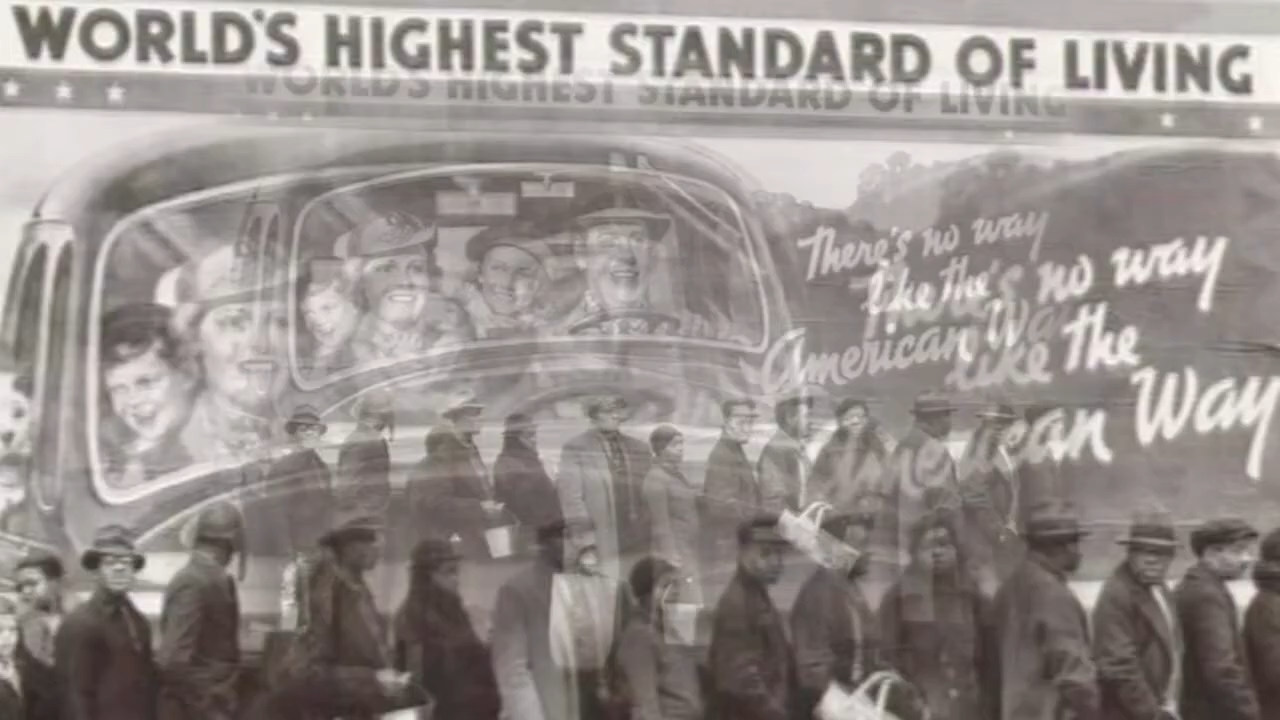 WORLD'S HIGHEST STANDARD OF LIVING
WORLD'S HIGHEST STANDARD OF LIVING
There's no way
like the
American Way
There's no way
like the
American Way